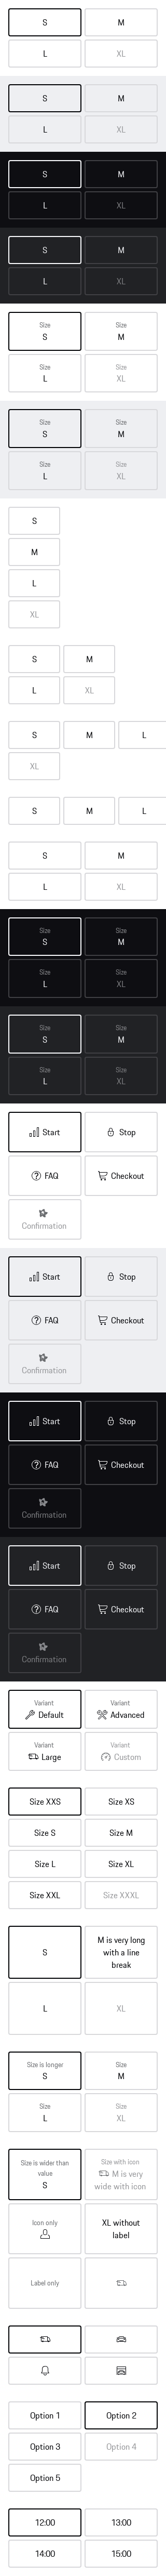 S M
L XL
S M
L XL
S M
L XL
S M
L XL
Size Size
S M
Size Size
L XL
Size Size
S M
Size Size
L XL
S
M
L
XL
S M
L XL
S M L
XL
S M L
S M
L XL
Size Size
S M
Size Size
L XL
Size Size
S M
Size Size
L XL
Start Stop
FAQ Checkout
Confirmation
Start Stop
FAQ Checkout
Confirmation
Start Stop
FAQ Checkout
Confirmation
Start Stop
FAQ Checkout
Confirmation
Variant Variant
Default Advanced
Variant Variant
Large Custom
Size XXS Size XS
Size S Size M
Size L Size XL
Size XXL Size XXXL
S
M is very long
with a line
break
L XL
Size is longer Size
S M
Size Size
L XL
Size is wider than
value
S
Size with icon
M is very
wide with icon
Icon only
XL without
label
Label only
Option 1 Option 2
Option 3 Option 4
Option 5
12:00 13:00
14:00 15:00